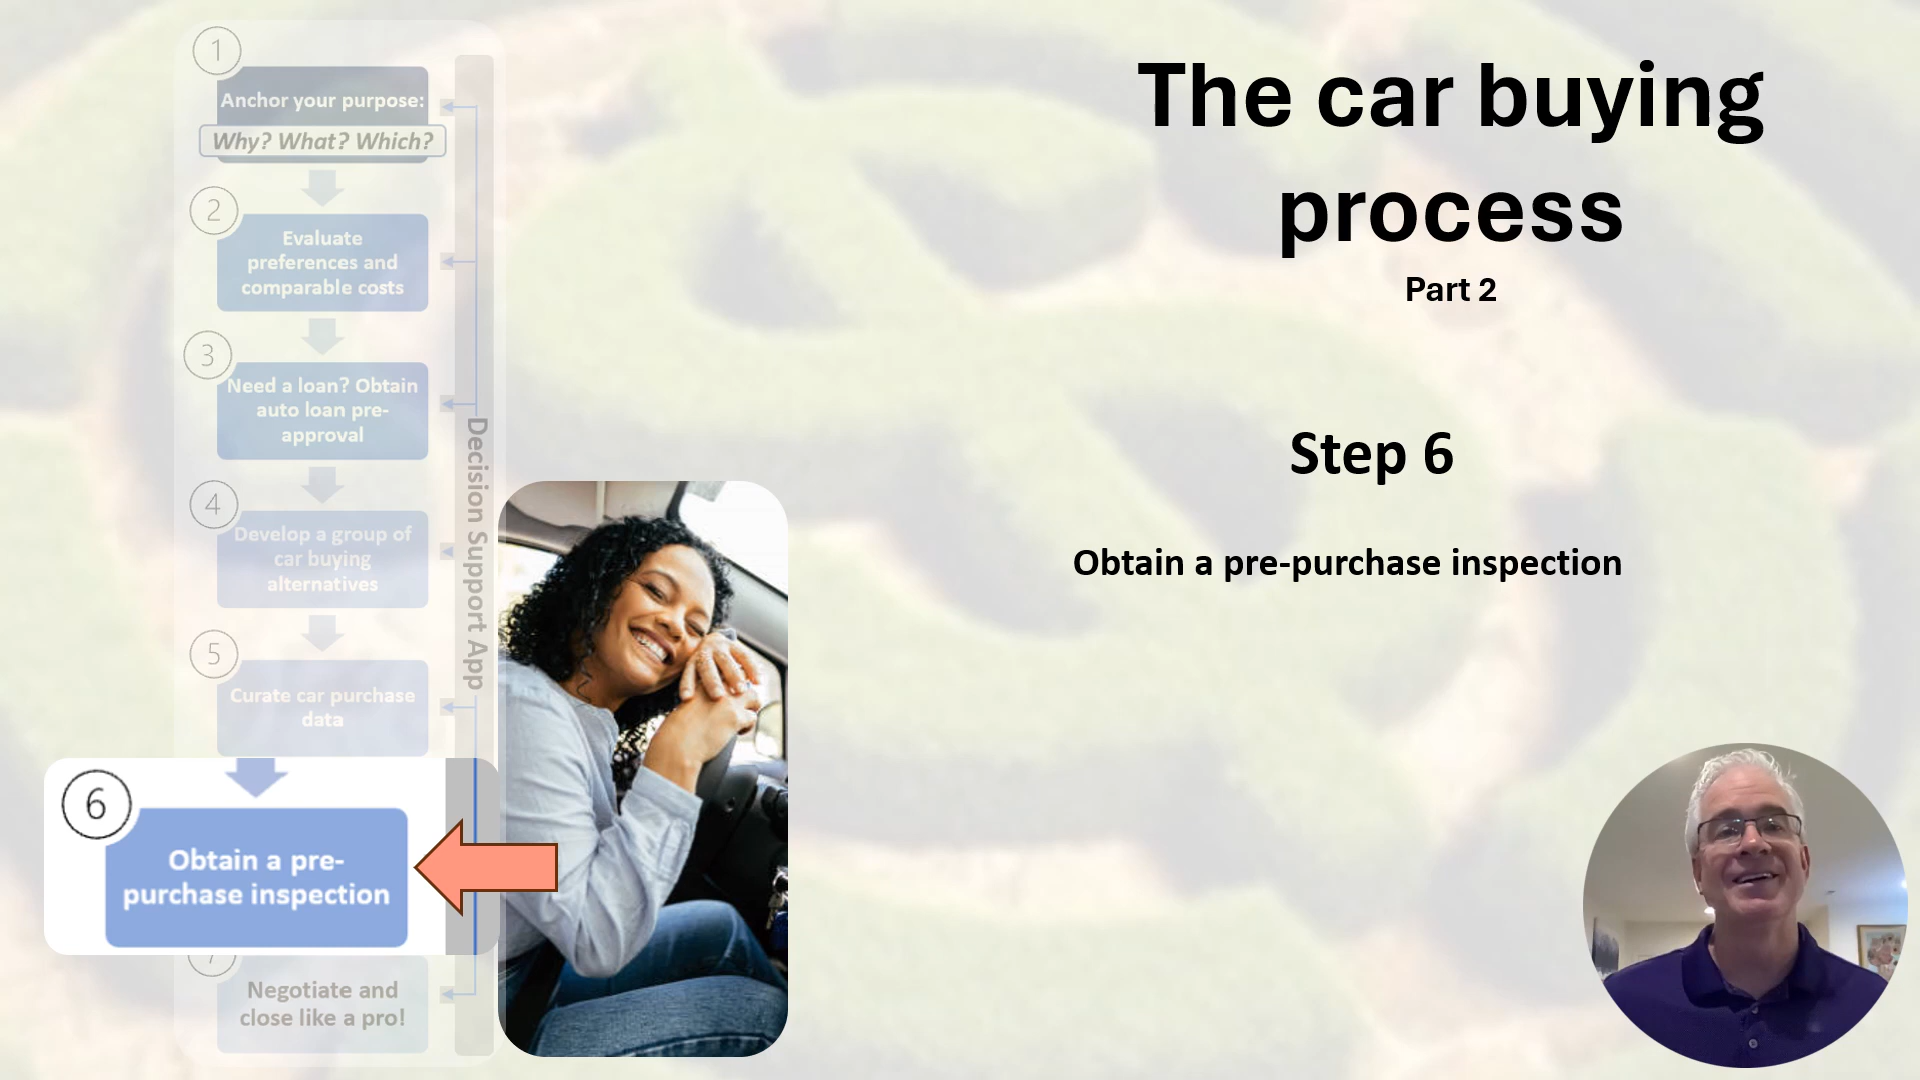 1
Anchor your purpose:
Why? What? Which?
2
Evaluate
preferences and
comparable costs
3
Need a loan? Obtain
auto loan pre-
approval
4
Develop a group of
car buying
alternatives
5
Curate car purchase
data
6
Obtain a pre-
purchase inspection
7
Negotiate and
close like a pro!
Decision Support App
The car buying
process
Part 2
Step 6
Obtain a pre-purchase inspection